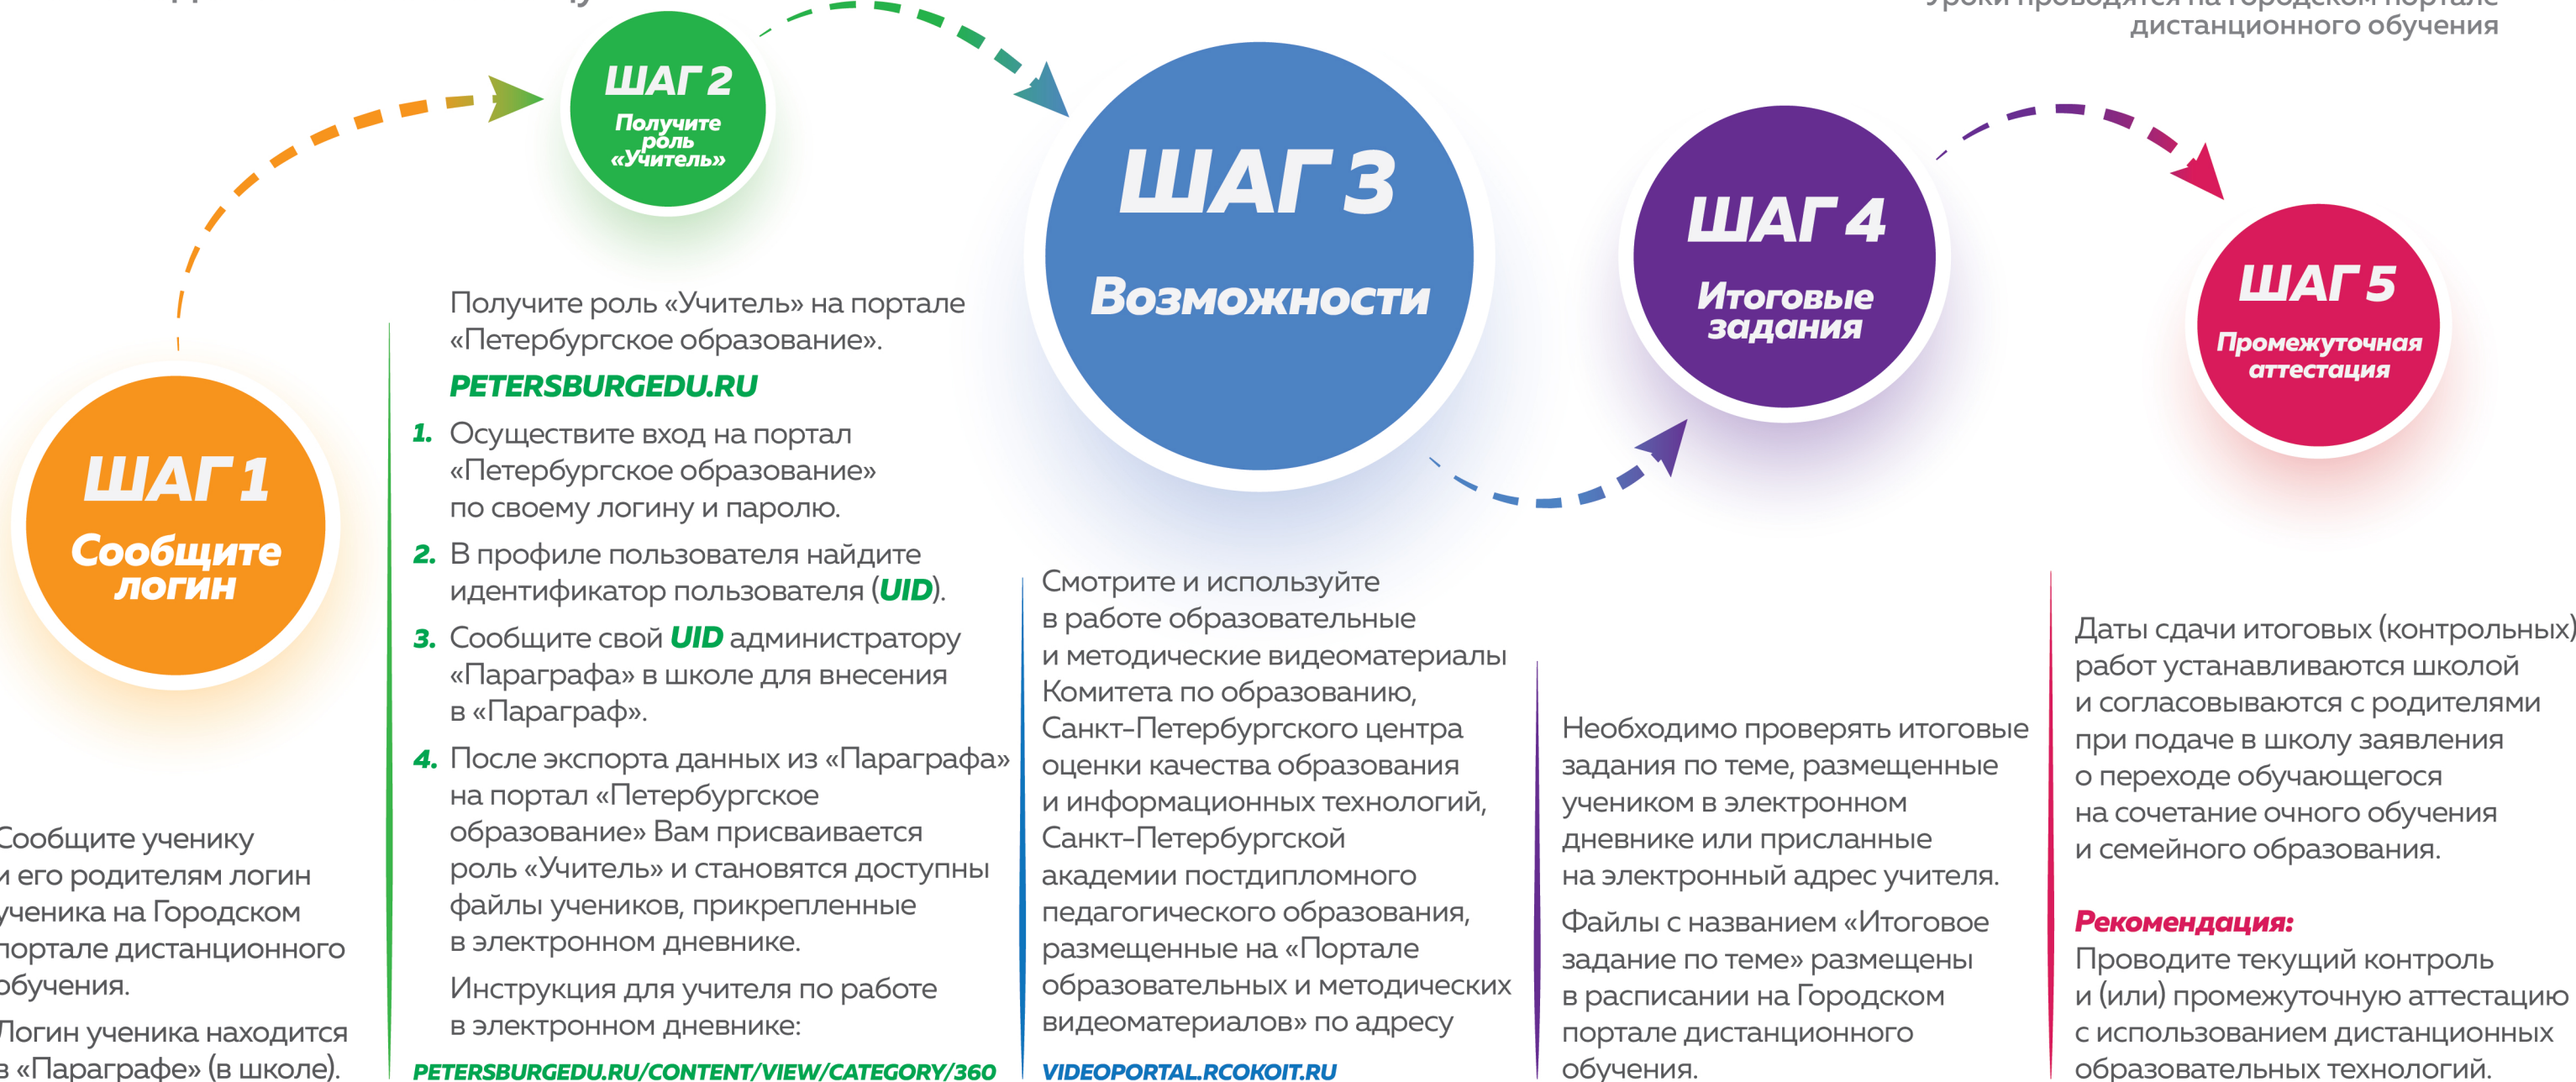 Уроки проводятся на Городском портале
дистанционного обучения
ШАГ 1
Сообщите
логин
Сообщите ученику
и его родителям логин
ученика на Городском
портале дистанционного
обучения.
Логин ученика находится
в «Параграфе» (в школе).
ШАГ 2
Получите
роль
«Учитель»
Получите роль «Учитель» на портале
«Петербургское образование».
PETERSBURGEDU.RU
1. Осуществите вход на портал
«Петербургское образование»
по своему логину и паролю.
2. В профиле пользователя найдите
идентификатор пользователя (UID).
3. Сообщите свой UID администратору
«Параграфа» в школе для внесения
в «Параграф».
4. После экспорта данных из «Параграфа»
на портал «Петербургское
образование» Вам присваивается
роль «Учитель» и становятся доступны
файлы учеников, прикрепленные
в электронном дневнике.
Инструкция для учителя по работе
в электронном дневнике:
PETERSBURGEDU.RU/CONTENT/VIEW/CATEGORY/360
ШАГ 3
Возможности
Смотрите и используйте
в работе образовательные
и методические видеоматериалы
Комитета по образованию,
Санкт-Петербургского центра
оценки качества образования
и информационных технологий,
Санкт-Петербургской
академии постдипломного
педагогического образования,
размещенные на «Портале
образовательных и методических
видеоматериалов» по адресу
VIDEOPORTAL.RCOKOIT.RU
ШАГ 4
Итоговые
задания
Необходимо проверять итоговые
задания по теме, размещенные
учеником в электронном
дневнике или присланные
на электронный адрес учителя.
Файлы с названием «Итоговое
задание по теме» размещены
в расписании на Городском
портале дистанционного
обучения.
ШАГ 5
Промежуточная
аттестация
Даты сдачи итоговых (контрольных)
работ устанавливаются школой
и согласовываются с родителями
при подаче в школу заявления
о переходе обучающегося
на сочетание очного обучения
и семейного образования.
Рекомендация:
Проводите текущий контроль
и (или) промежуточную аттестацию
с использованием дистанционных
образовательных технологий.